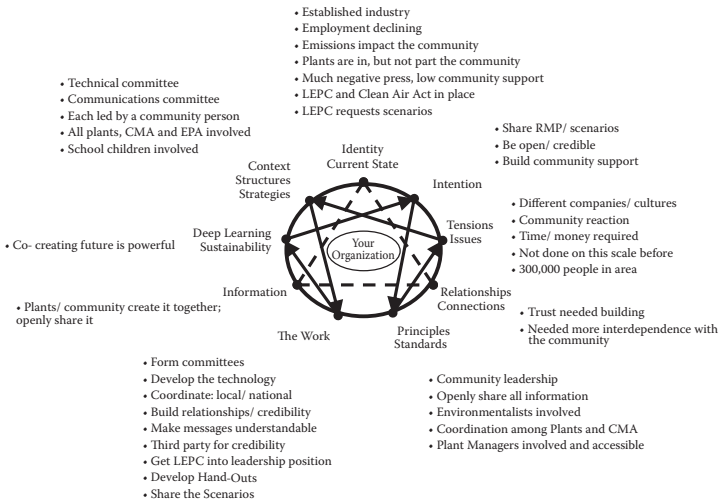 • Established industry
• Employment declining
• Emissions impact the community
• Plants are in, but not part the community
• Much negative press, low community support
• LEPC and Clean Air Act in place
• LEPC requests scenarios
• Technical committee
• Communications committee
• Each led by a community person
• All plants, CMA and EPA involved
• School children involved
• Share RMP/ scenarios
• Be open/ credible
• Build community support
Identity
Current State
Context
Structures
Strategies
Intention
• Different companies/ cultures
• Community reaction
• Time/ money required
• Not done on this scale before
• 300,000 people in area
Tensions
Issues
Deep Learning
Sustainability
• Co- creating future is powerful
Your
Organization
Information
Relationships
Connections
• Plants/ community create it together;
openly share it
• Trust needed building
• Needed more interdependence with
the community
The Work
Principles
Standards
• Form committees
• Develop the technology
• Coordinate: local/ national
• Build relationships/ credibility
• Make messages understandable
• Third party for credibility
• Get LEPC into leadership position
• Develop Hand-Outs
• Share the Scenarios
• Community leadership
• Openly share all information
• Environmentalists involved
• Coordination among Plants and CMA
• Plant Managers involved and accessible